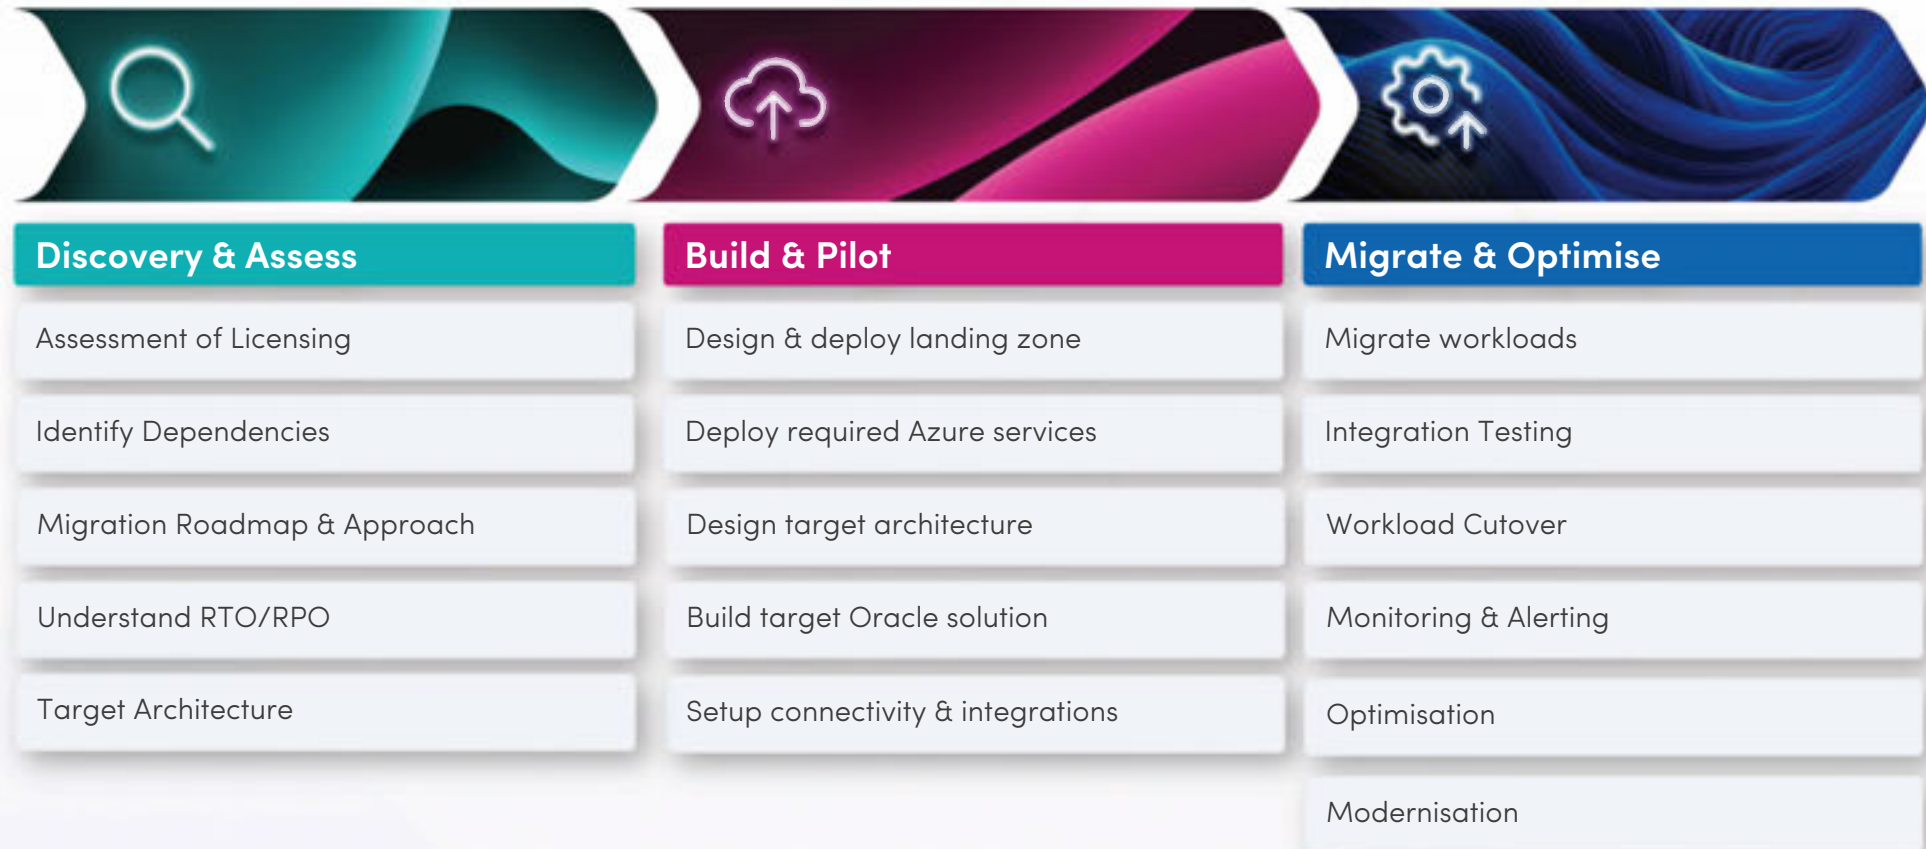 Discovery & Assess
Assessment of Licensing
Identify Dependencies
Migration Roadmap & Approach
Understand RTO/RPO
Target Architecture
Build & Pilot
Design & deploy landing zone
Deploy required Azure services
Design target architecture
Build target Oracle solution
Setup connectivity & integrations
Migrate & Optimise
Migrate workloads
Integration Testing
Workload Cutover
Monitoring & Alerting
Optimisation
Modernisation